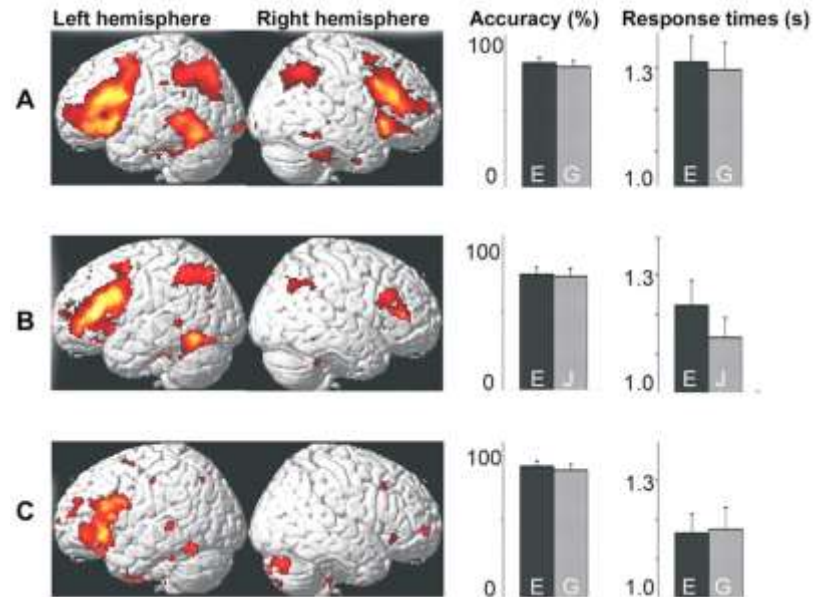 Left hemisphere Right hemisphere Accuracy (%) Response times (s)
A
100
0
E G
1.3
1.0
E G
B
100
0
E J
1.3
1.0
E J
C
100
0
E G
1.3
1.0
E G